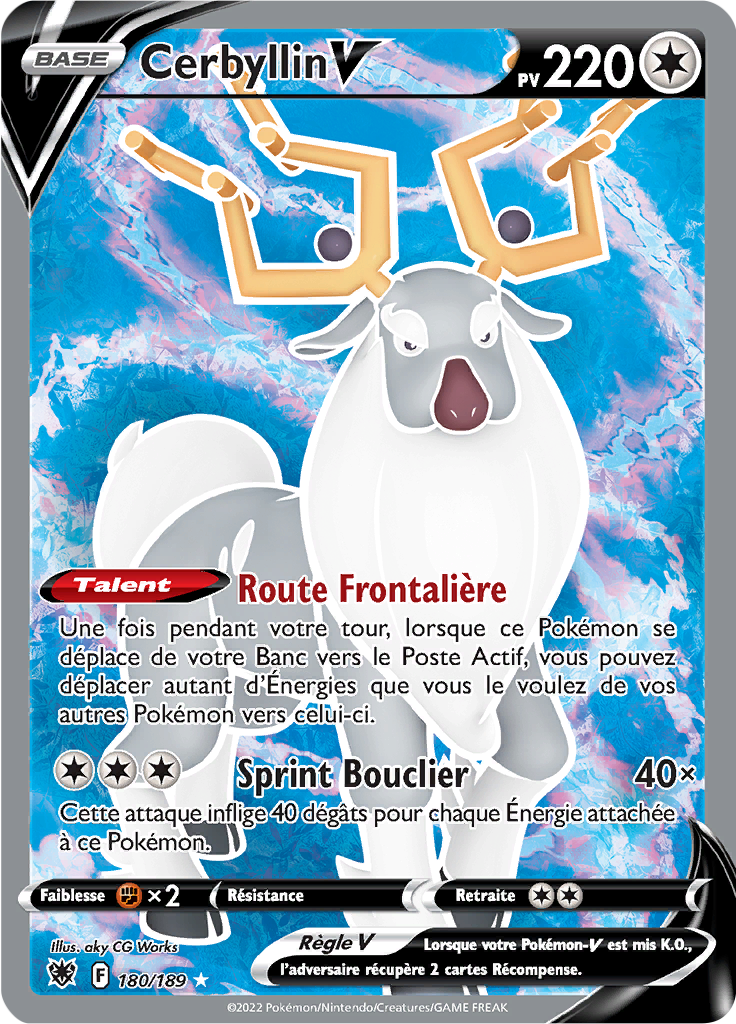 BASE
CerbyllinV
PV 220
Talent Route Frontalière
Une fois pendant votre tour, lorsque ce Pokémon se
déplace de votre Banc vers le Poste Actif, vous pouvez
déplacer autant d'Énergies que vous le voulez de vos
autres Pokémon vers celui-ci.
Sprint Bouclier 40×
Cette attaque inflige 40 dégâts pour chaque Énergie attachée
à ce Pokémon.
Faiblesse ×2 Résistance Retraite
Illus. aky CG Works
Règle V Lorsque votre Pokémon-V est mis K.O.,
l'adversaire récupère 2 cartes Récompense.
F 180/189 ★
©2022 Pokémon/Nintendo/Creatures/GAME FREAK